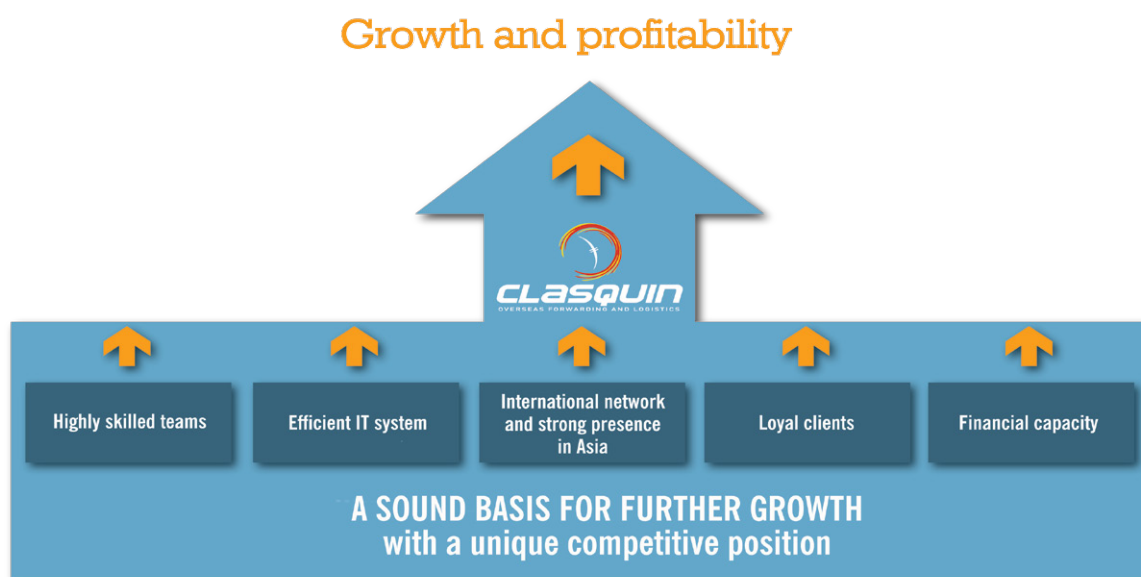 Growth and profitability
CLASQUIN
OVERSEAS FORWARDING AND LOGISTICS
Highly skilled teams
Efficient IT system
International network
and strong presence
in Asia
Loyal clients
Financial capacity
A SOUND BASIS FOR FURTHER GROWTH
with a unique competitive position